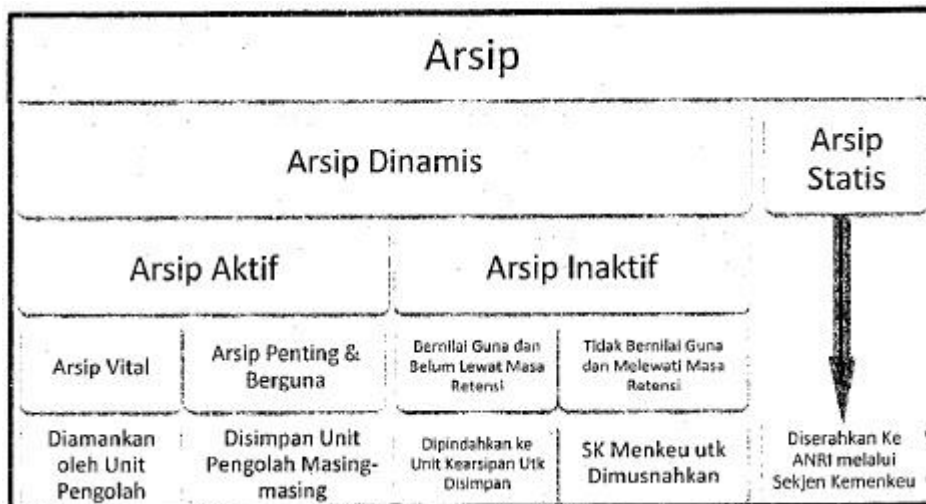 Arsip
Arsip Dinamis
Arsip
Statis
Arsip Aktif
Arsip Inaktif
Arsip Vital
Arsip Penting &
Berguna
Bernilai Guna dan
Belum Lewat Masa
Retensi
Tidak Bernilai Guna
dan Melewati Masa
Retensi
Diamankan
oleh Unit
Pengolah
Disimpan Unit
Pengolah Masing-
masing
Dipindahkan ke
Unit Kearsipan Utk
Disimpan
SK Menkeu utk
Dimusnahkan
Diserahkan Ke
ANRI melalui
Sekjen Kemenkeu